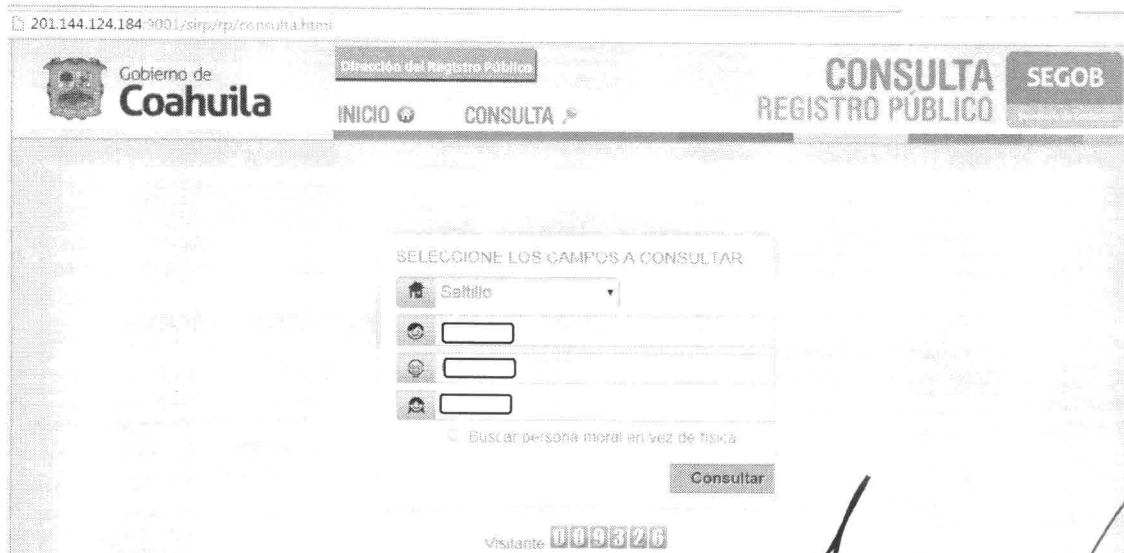 201.144.124.184:9001/sirp/rp/consulta.html
Gobierno de
Coahuila
Dirección del Registro Público
INICIO
CONSULTA
CONSULTA
REGISTRO PÚBLICO
SEGOB
SELECCIONE LOS CAMPOS A CONSULTAR
Saltillo
Buscar persona moral en vez de física
Consultar
Visitante 009326